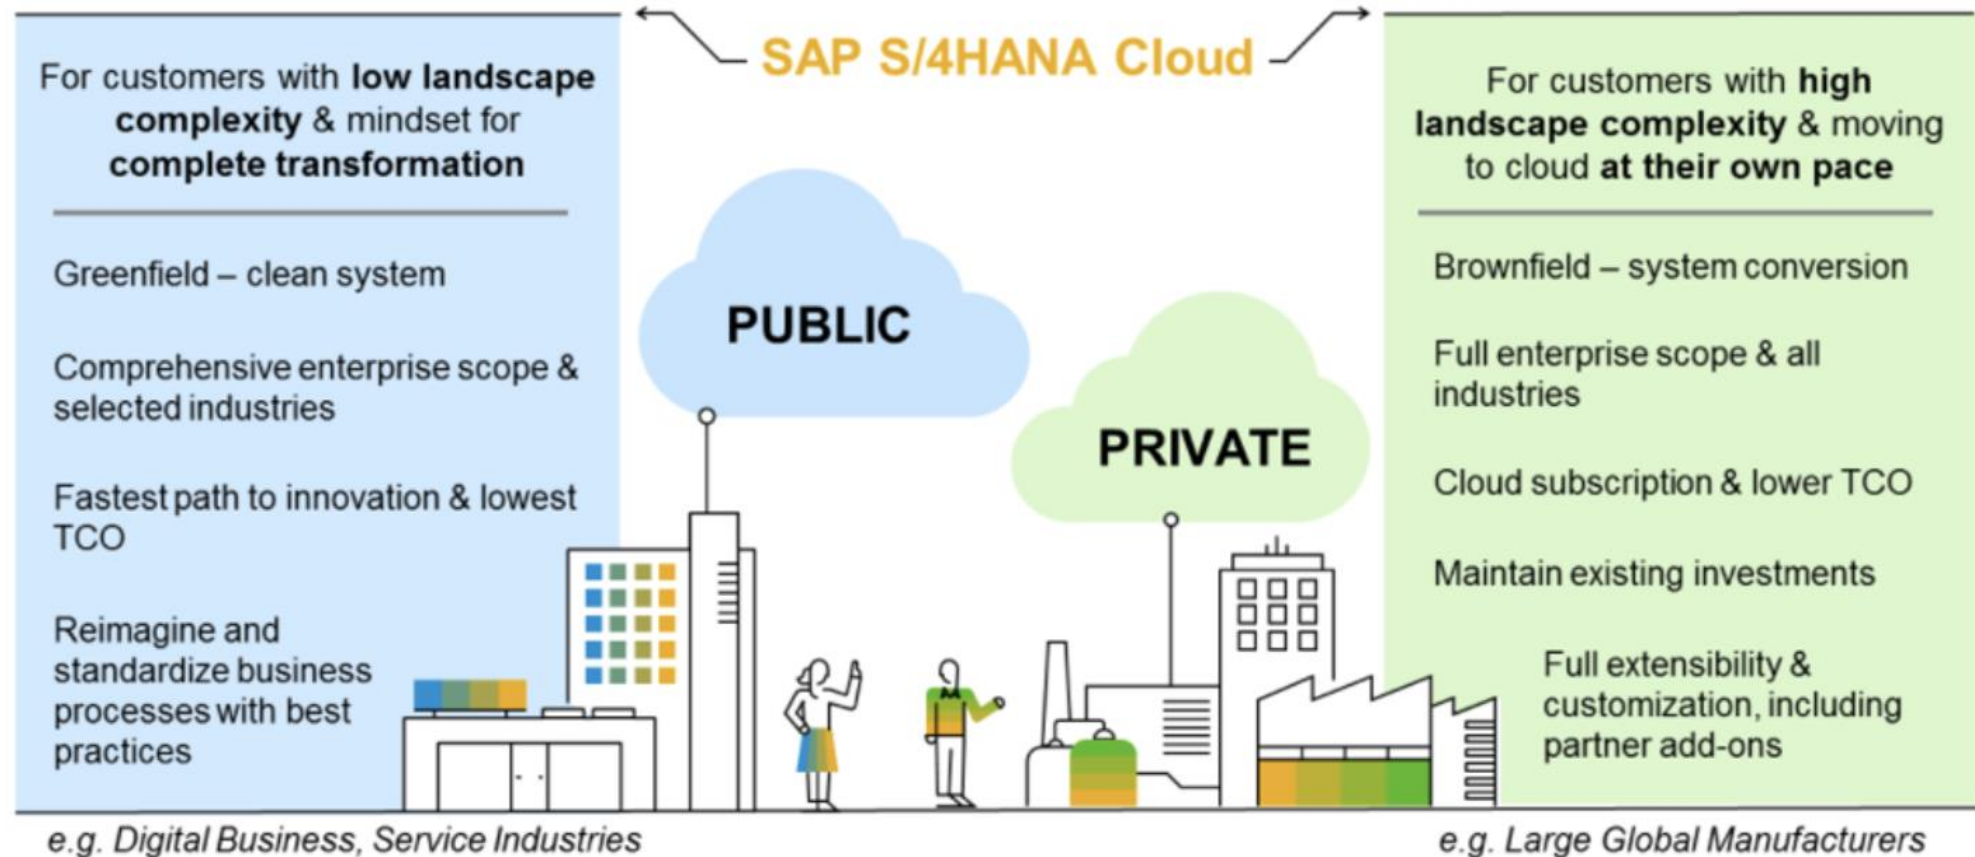 SAP S/4HANA Cloud
For customers with low landscape
complexity & mindset for
complete transformation
Greenfield – clean system
Comprehensive enterprise scope &
selected industries
Fastest path to innovation & lowest
TCO
Reimagine and
standardize business
processes with best
practices
e.g. Digital Business, Service Industries
PUBLIC
PRIVATE
For customers with high
landscape complexity & moving
to cloud at their own pace
Brownfield – system conversion
Full enterprise scope & all
industries
Cloud subscription & lower TCO
Maintain existing investments
Full extensibility &
customization, including
partner add-ons
e.g. Large Global Manufacturers